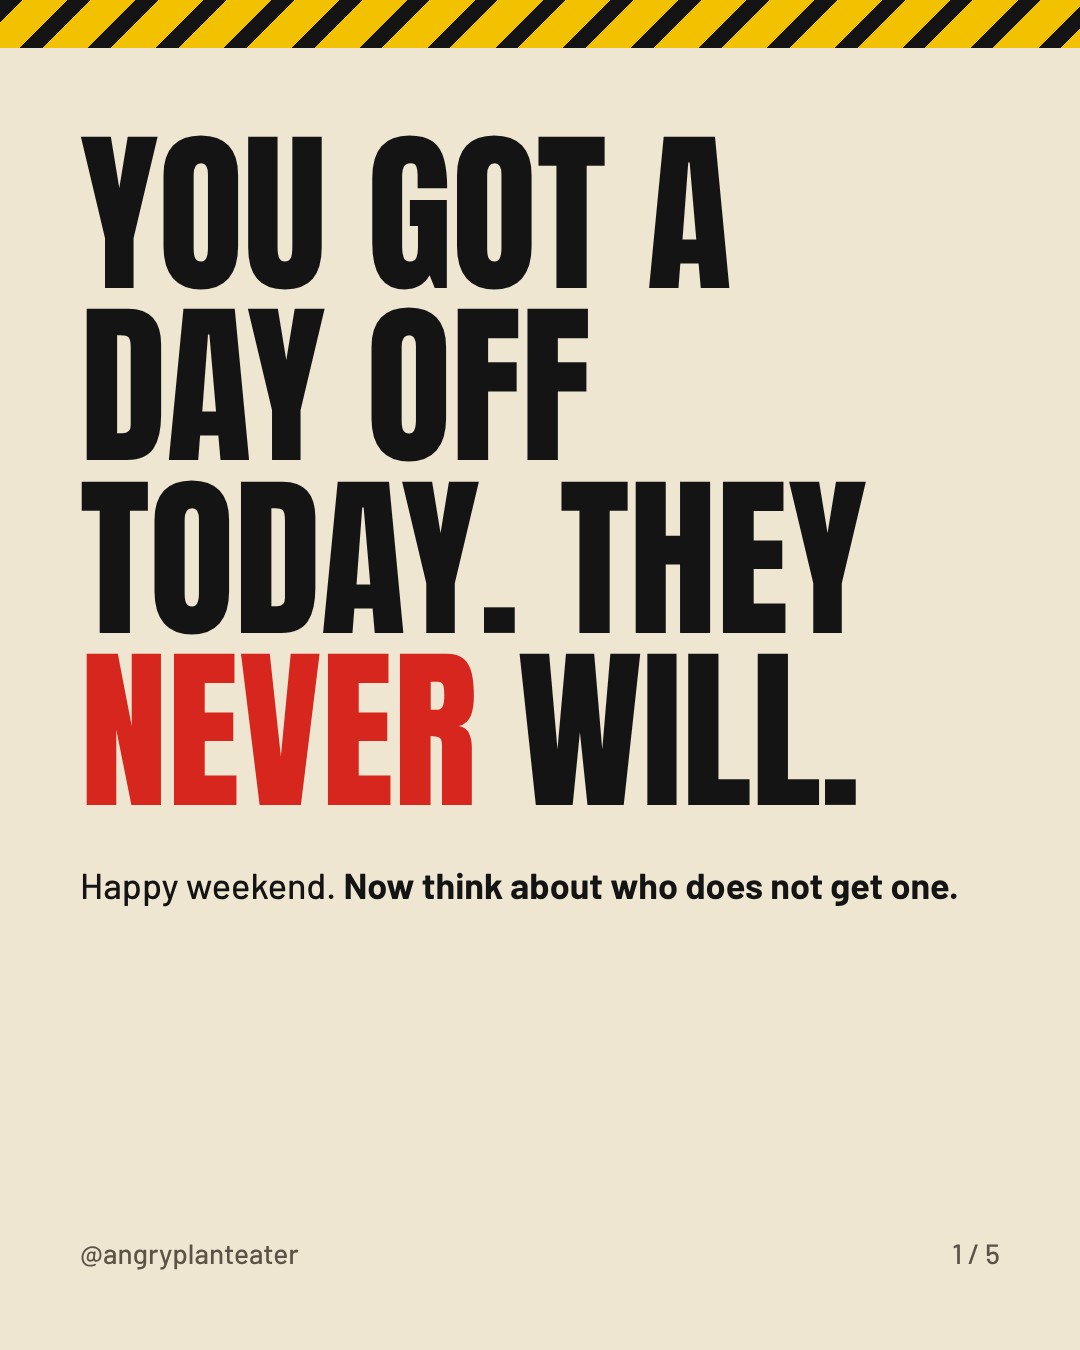 YOU GOT A
DAY OFF
TODAY. THEY
NEVER WILL.
Happy weekend. Now think about who does not get one.
@angryplanteater
1 / 5